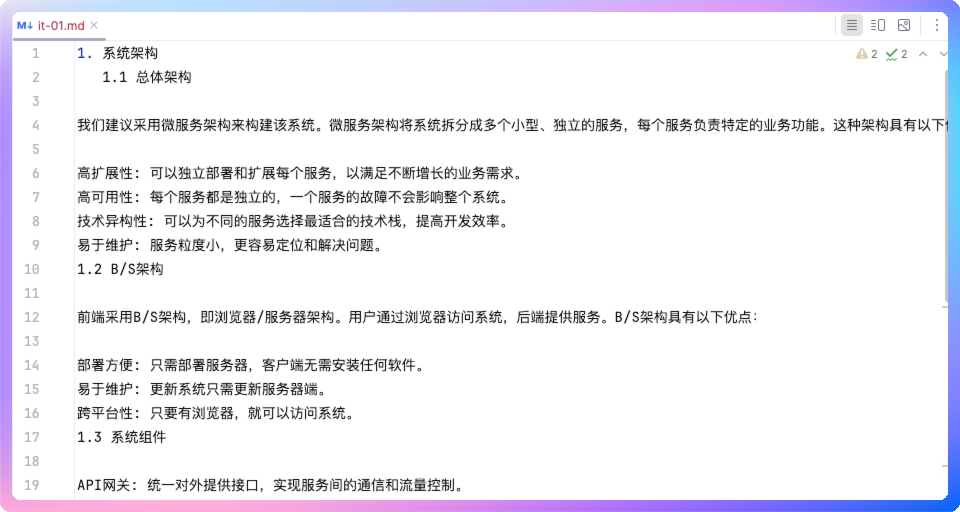 M↓ it-01.md ×
2 2
1 1. 系统架构
2 1.1 总体架构
3
4 我们建议采用微服务架构来构建该系统。微服务架构将系统拆分成多个小型、独立的服务，每个服务负责特定的业务功能。这种架构具有以下
5
6 高扩展性: 可以独立部署和扩展每个服务，以满足不断增长的业务需求。
7 高可用性: 每个服务都是独立的，一个服务的故障不会影响整个系统。
8 技术异构性: 可以为不同的服务选择最适合的技术栈，提高开发效率。
9 易于维护: 服务粒度小，更容易定位和解决问题。
10 1.2 B/S架构
11
12 前端采用B/S架构，即浏览器/服务器架构。用户通过浏览器访问系统，后端提供服务。B/S架构具有以下优点:
13
14 部署方便: 只需部署服务器，客户端无需安装任何软件。
15 易于维护: 更新系统只需更新服务器端。
16 跨平台性: 只要有浏览器，就可以访问系统。
17 1.3 系统组件
18
19 API网关: 统一对外提供接口，实现服务间的通信和流量控制。